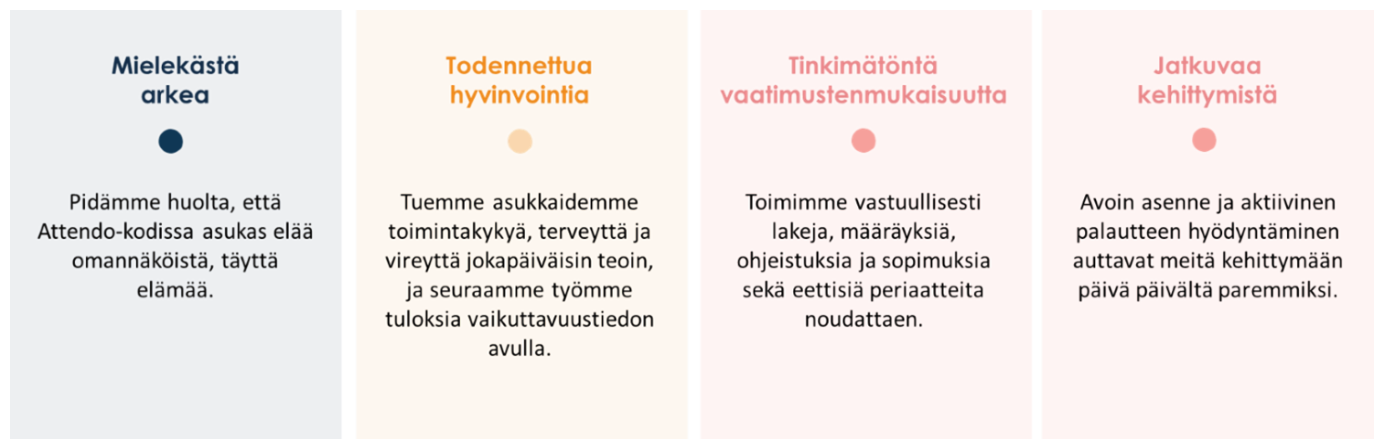 Mielekästä
arkea
Pidämme huolta, että
Attendo-kodissa asukas elää
omannäköistä, täyttä
elämää.
Todennettua
hyvinvointia
Tuemme asukkaidemme
toimintakykyä, terveyttä ja
vireyttä jokapäiväisin teoin,
ja seuraamme työmme
tuloksia vaikuttavuustiedon
avulla.
Tinkimätöntä
vaatimustenmukaisuutta
Toimimme vastuullisesti
lakeja, määräyksiä,
ohjeistuksia ja sopimuksia
sekä eettisiä periaatteita
noudattaen.
Jatkuvaa
kehittymistä
Avoin asenne ja aktiivinen
palautteen hyödyntäminen
auttavat meitä kehittymään
päivä päivältä paremmiksi.